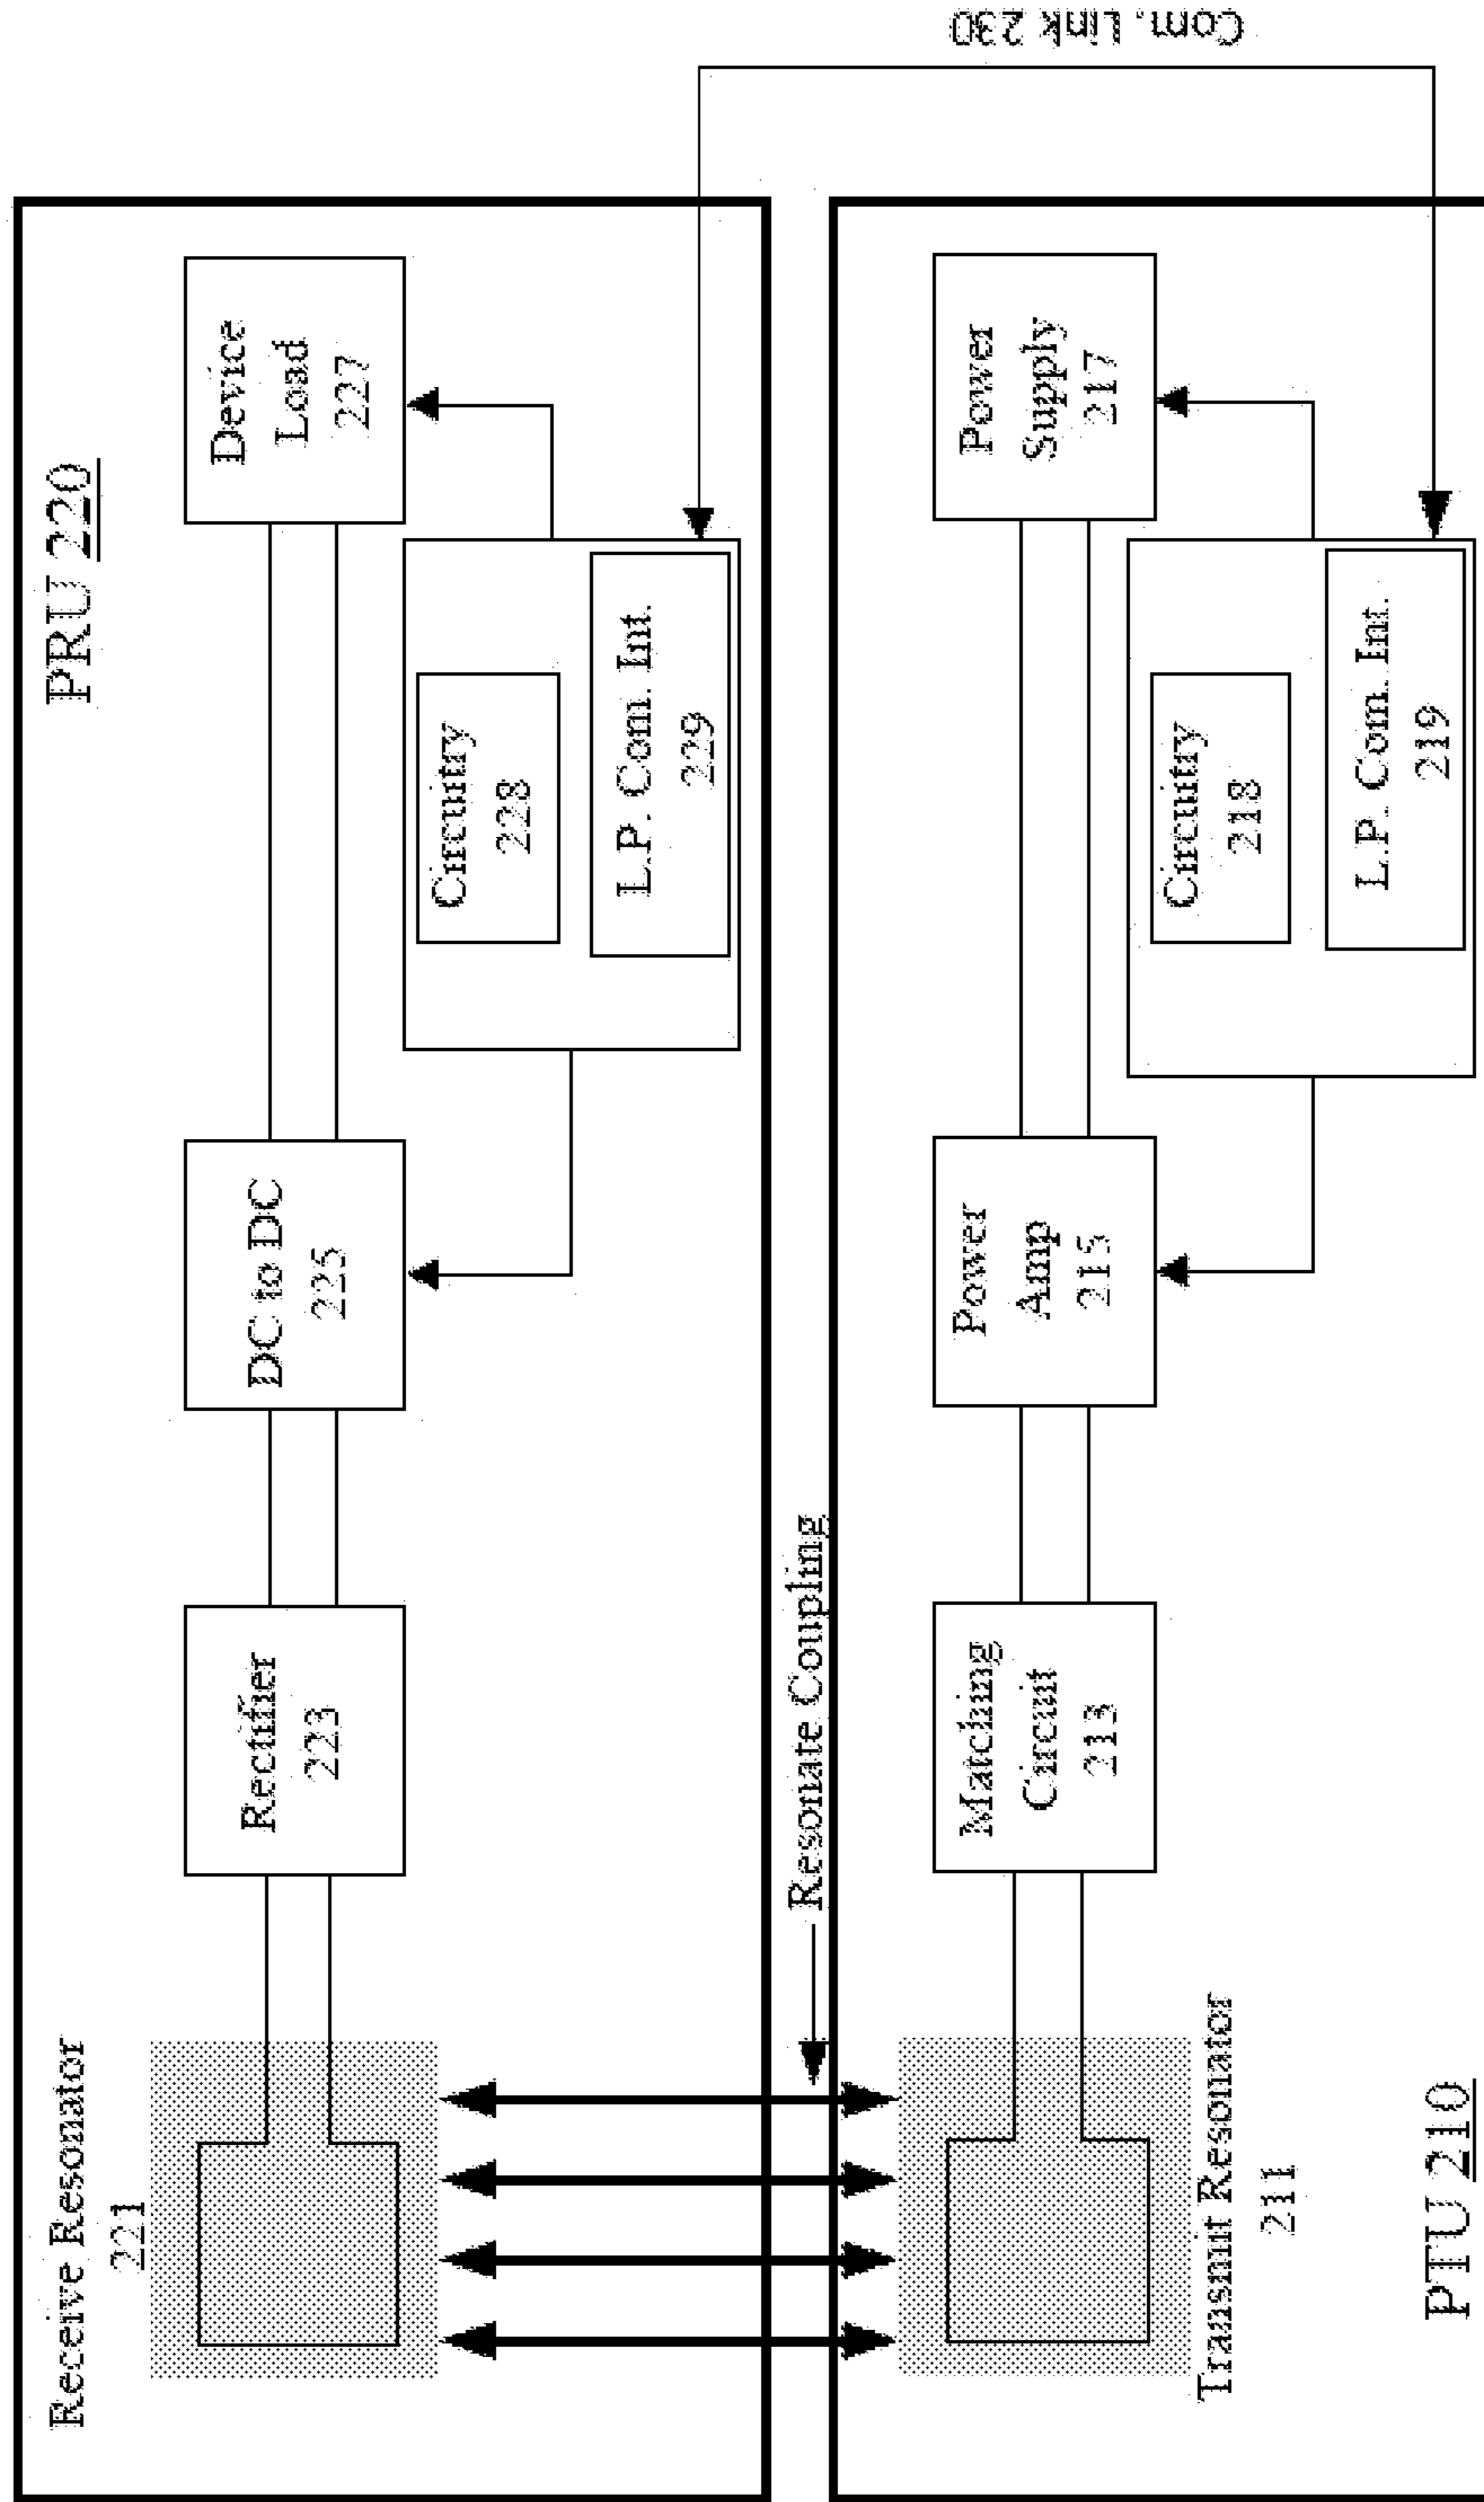 PRU 220
Receive Resonator
221
Rectifier
223
DC to DC
225
Device
Load
227
Circuitry
228
L.P. Com. Int.
229
Resonate Coupling
Com. Link 230
Matching
Circuit
213
Power
Amp
215
Power
Supply
217
Circuitry
218
L.P. Com. Int.
219
Transmit Resonator
211
PTU 210